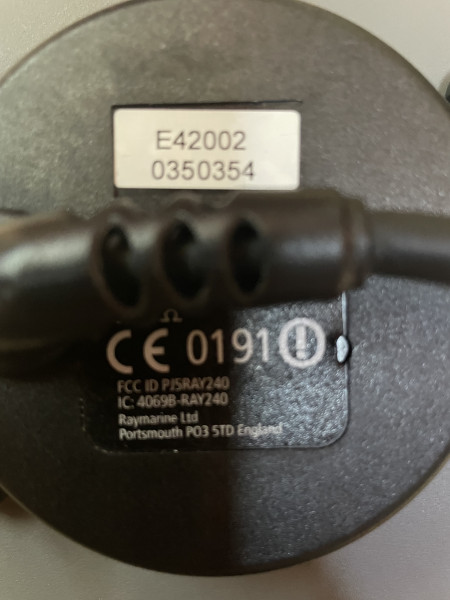 E42002
0350354
Ω
CE 0191
FCC ID PJ5RAY240
IC: 4069B-RAY240
Raymarine Ltd
Portsmouth PO3 5TD England